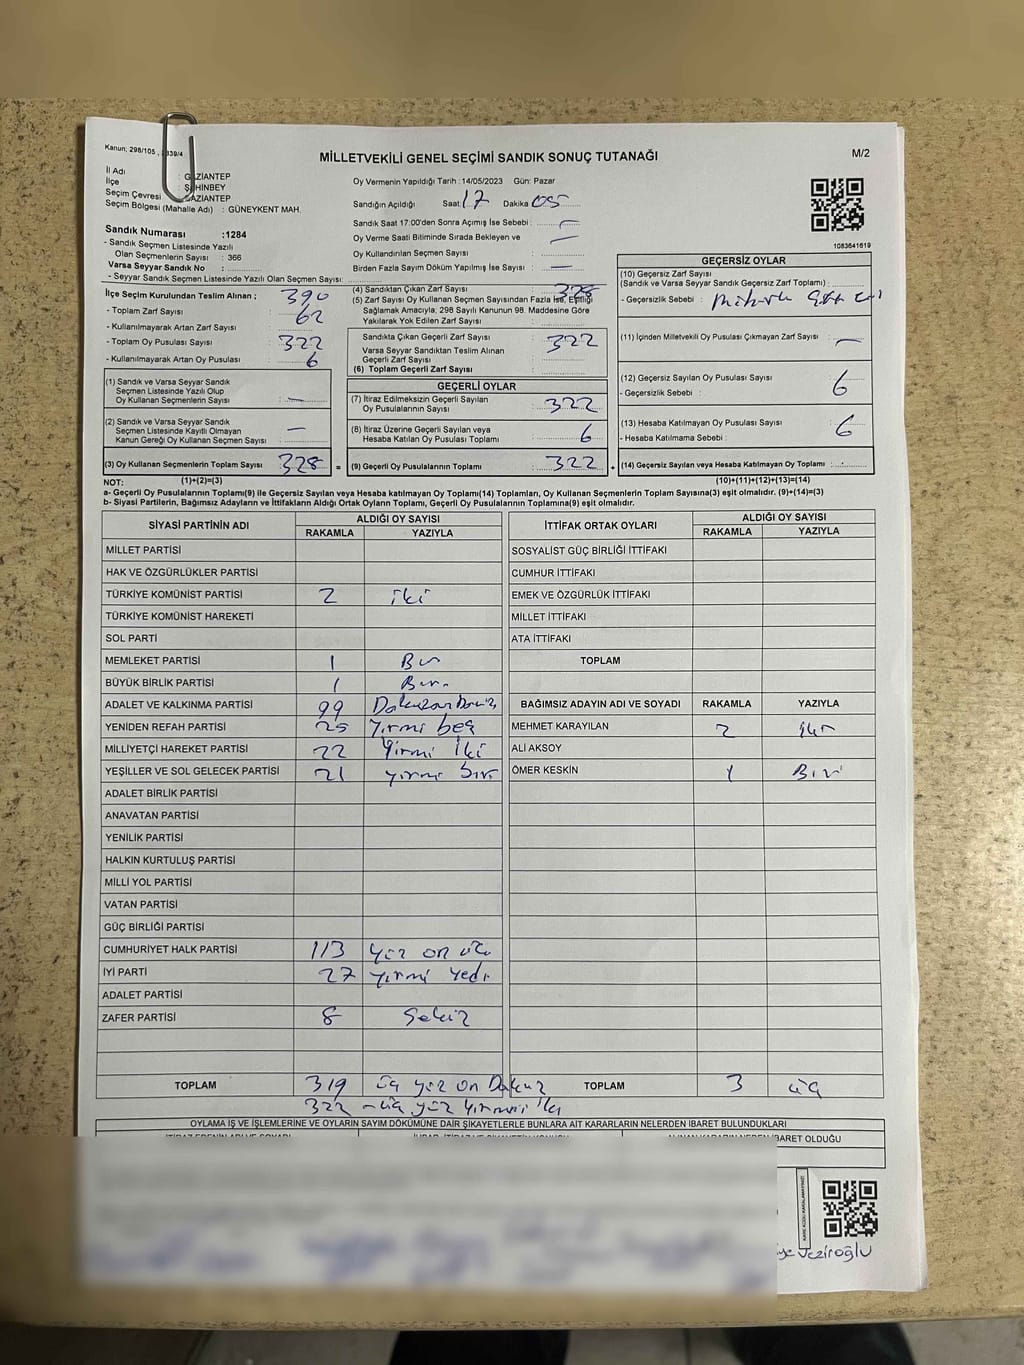 Kanun: 298/105 , 2839/4
MİLLETVEKİLİ GENEL SEÇİMİ SANDIK SONUÇ TUTANAĞI
M/2
İl Adı : GAZİANTEP
İlçe : ŞAHİNBEY
Seçim Çevresi : GAZİANTEP
Seçim Bölgesi (Mahalle Adı) : GÜNEYKENT MAH.
Sandık Numarası :1284
- Sandık Seçmen Listesinde Yazılı
Olan Seçmenlerin Sayısı : 366
Varsa Seyyar Sandık No :
- Seyyar Sandık Seçmen Listesinde Yazılı Olan Seçmen Sayısı:
Oy Vermenin Yapıldığı Tarih : 14/05/2023 Gün: Pazar
Sandığın Açıldığı Saat: 17 Dakika 05
Sandık Saat 17:00'den Sonra Açımış İse Sebebi : –
Oy Verme Saati Bitiminde Sırada Bekleyen ve –
Oy Kullandırılan Seçmen Sayısı :
Birden Fazla Sayım Döküm Yapılmış İse Sayısı : –
1083641619
İlçe Seçim Kurulundan Teslim Alınan ; 390
- Toplam Zarf Sayısı : 62
- Kullanılmayarak Artan Zarf Sayısı :
- Toplam Oy Pusulası Sayısı : 322
- Kullanılmayarak Artan Oy Pusulası : 6
(1) Sandık ve Varsa Seyyar Sandık
Seçmen Listesinde Yazılı Olup
Oy Kullanan Seçmenlerin Sayısı : –
(2) Sandık ve Varsa Seyyar Sandık
Seçmen Listesinde Kayıtlı Olmayan –
Kanun Gereği Oy Kullanan Seçmen Sayısı :
(3) Oy Kullanan Seçmenlerin Toplam Sayısı 328 =
(4) Sandıktan Çıkan Zarf Sayısı : 328
(5) Zarf Sayısı Oy Kullanan Seçmen Sayısından Fazla İse, Eşitliği
Sağlamak Amacıyla; 298 Sayılı Kanunun 98. Maddesine Göre
Yakılarak Yok Edilen Zarf Sayısı :
Sandıkta Çıkan Geçerli Zarf Sayısı : 322
Varsa Seyyar Sandıktan Teslim Alınan
Geçerli Zarf Sayısı :
(6) Toplam Geçerli Zarf Sayısı :
GEÇERLİ OYLAR
(7) İtiraz Edilmeksizin Geçerli Sayılan
Oy Pusulalarının Sayısı : 322
(8) İtiraz Üzerine Geçerli Sayılan veya
Hesaba Katılan Oy Pusulası Toplamı : 6
(9) Geçerli Oy Pusulalarının Toplamı : 322 +
GEÇERSİZ OYLAR
(10) Geçersiz Zarf Sayısı
(Sandık ve Varsa Seyyar Sandık Geçersiz Zarf Toplamı) :
- Geçersizlik Sebebi :
(11) İçinden Milletvekili Oy Pusulası Çıkmayan Zarf Sayısı : –
(12) Geçersiz Sayılan Oy Pusulası Sayısı : 6
- Geçersizlik Sebebi :
(13) Hesaba Katılmayan Oy Pusulası Sayısı : 6
- Hesaba Katılmama Sebebi :
(14) Geçersiz Sayılan veya Hesaba Katılmayan Oy Toplamı :
NOT: (1)+(2)=(3) (10)+(11)+(12)+(13)=(14)
a- Geçerli Oy Pusulalarının Toplamı(9) ile Geçersiz Sayılan veya Hesaba katılmayan Oy Toplamı(14) Toplamları, Oy Kullanan Seçmenlerin Toplam Sayısına(3) eşit olmalıdır. (9)+(14)=(3)
b- Siyasi Partilerin, Bağımsız Adayların ve İttifakların Aldığı Ortak Oyların Toplamı, Geçerli Oy Pusulalarının Toplamına(9) eşit olmalıdır.
SİYASİ PARTİNİN ADI ALDIĞI OY SAYISI
RAKAMLA YAZIYLA
MİLLET PARTİSİ
HAK VE ÖZGÜRLÜKLER PARTİSİ
TÜRKİYE KOMÜNİST PARTİSİ 2 iki
TÜRKİYE KOMÜNİST HAREKETİ
SOL PARTİ
MEMLEKET PARTİSİ 1 Bir
BÜYÜK BİRLİK PARTİSİ 1 Bir
ADALET VE KALKINMA PARTİSİ 99 Doksan Dokuz
YENİDEN REFAH PARTİSİ 25 Yirmi beş
MİLLİYETÇİ HAREKET PARTİSİ 22 Yirmi iki
YEŞİLLER VE SOL GELECEK PARTİSİ 21 yirmi bir
ADALET BİRLİK PARTİSİ
ANAVATAN PARTİSİ
YENİLİK PARTİSİ
HALKIN KURTULUŞ PARTİSİ
MİLLİ YOL PARTİSİ
VATAN PARTİSİ
GÜÇ BİRLİĞİ PARTİSİ
CUMHURİYET HALK PARTİSİ 113 yüz on üç
İYİ PARTİ 27 yirmi yedi
ADALET PARTİSİ
ZAFER PARTİSİ 8 Sekiz
TOPLAM 319 üç yüz on Dokuz
322 – üç yüz yirmi iki
İTTİFAK ORTAK OYLARI ALDIĞI OY SAYISI
RAKAMLA YAZIYLA
SOSYALİST GÜÇ BİRLİĞİ İTTİFAKI
CUMHUR İTTİFAKI
EMEK VE ÖZGÜRLÜK İTTİFAKI
MİLLET İTTİFAKI
ATA İTTİFAKI
TOPLAM
BAĞIMSIZ ADAYIN ADI VE SOYADI RAKAMLA YAZIYLA
MEHMET KARAYILAN 2 iki
ALİ AKSOY
ÖMER KESKİN 1 Bir
TOPLAM 3 üç
OYLAMA İŞ VE İŞLEMLERİNE VE OYLARIN SAYIM DÖKÜMÜNE DAİR ŞİKAYETLERLE BUNLARA AİT KARARLARIN NELERDEN İBARET BULUNDUKLARI
İBARET OLDUĞU
Veziroğlu